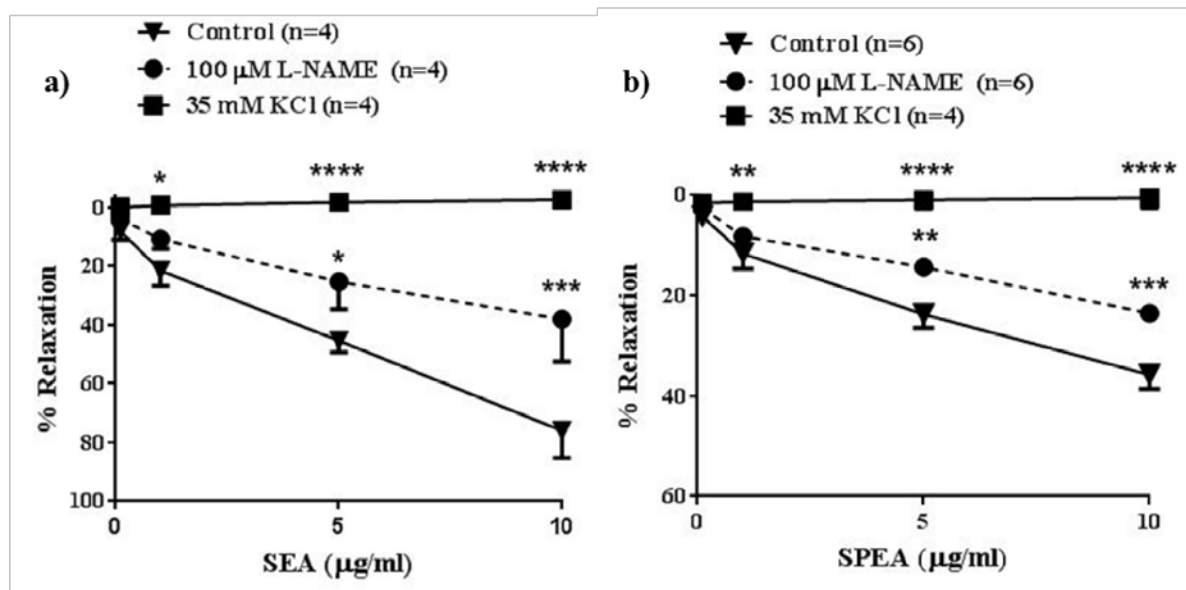 a)
Control (n=4)
100 μM L-NAME (n=4)
35 mM KCl (n=4)
* **** ****
* ***
0
20
40
60
80
100
% Relaxation
0 5 10
SEA (μg/ml)
b)
Control (n=6)
100 μM L-NAME (n=6)
35 mM KCl (n=4)
** **** ****
** ***
0
20
40
60
% Relaxation
0 5 10
SPEA (μg/ml)